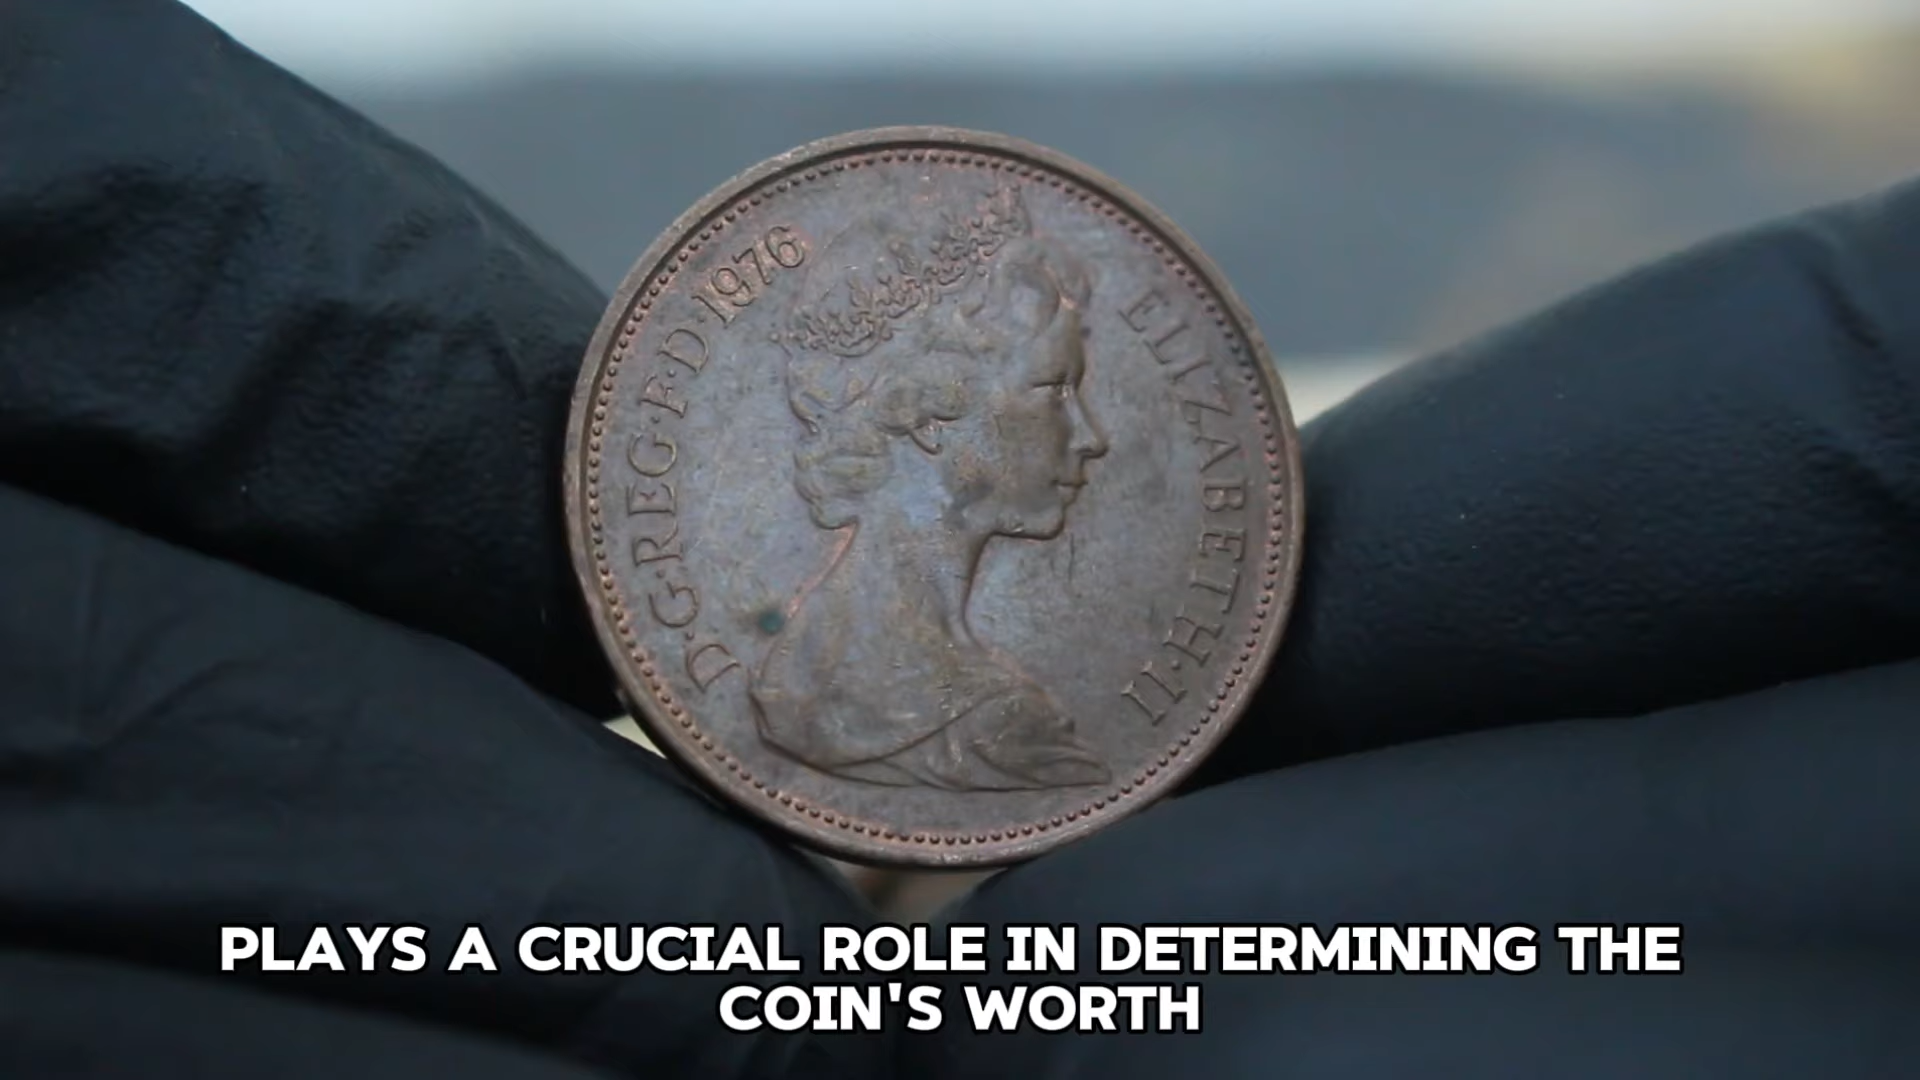 D·G·REG·F·D·1976
ELIZABETH·II
PLAYS A CRUCIAL ROLE IN DETERMINING THE
COIN'S WORTH